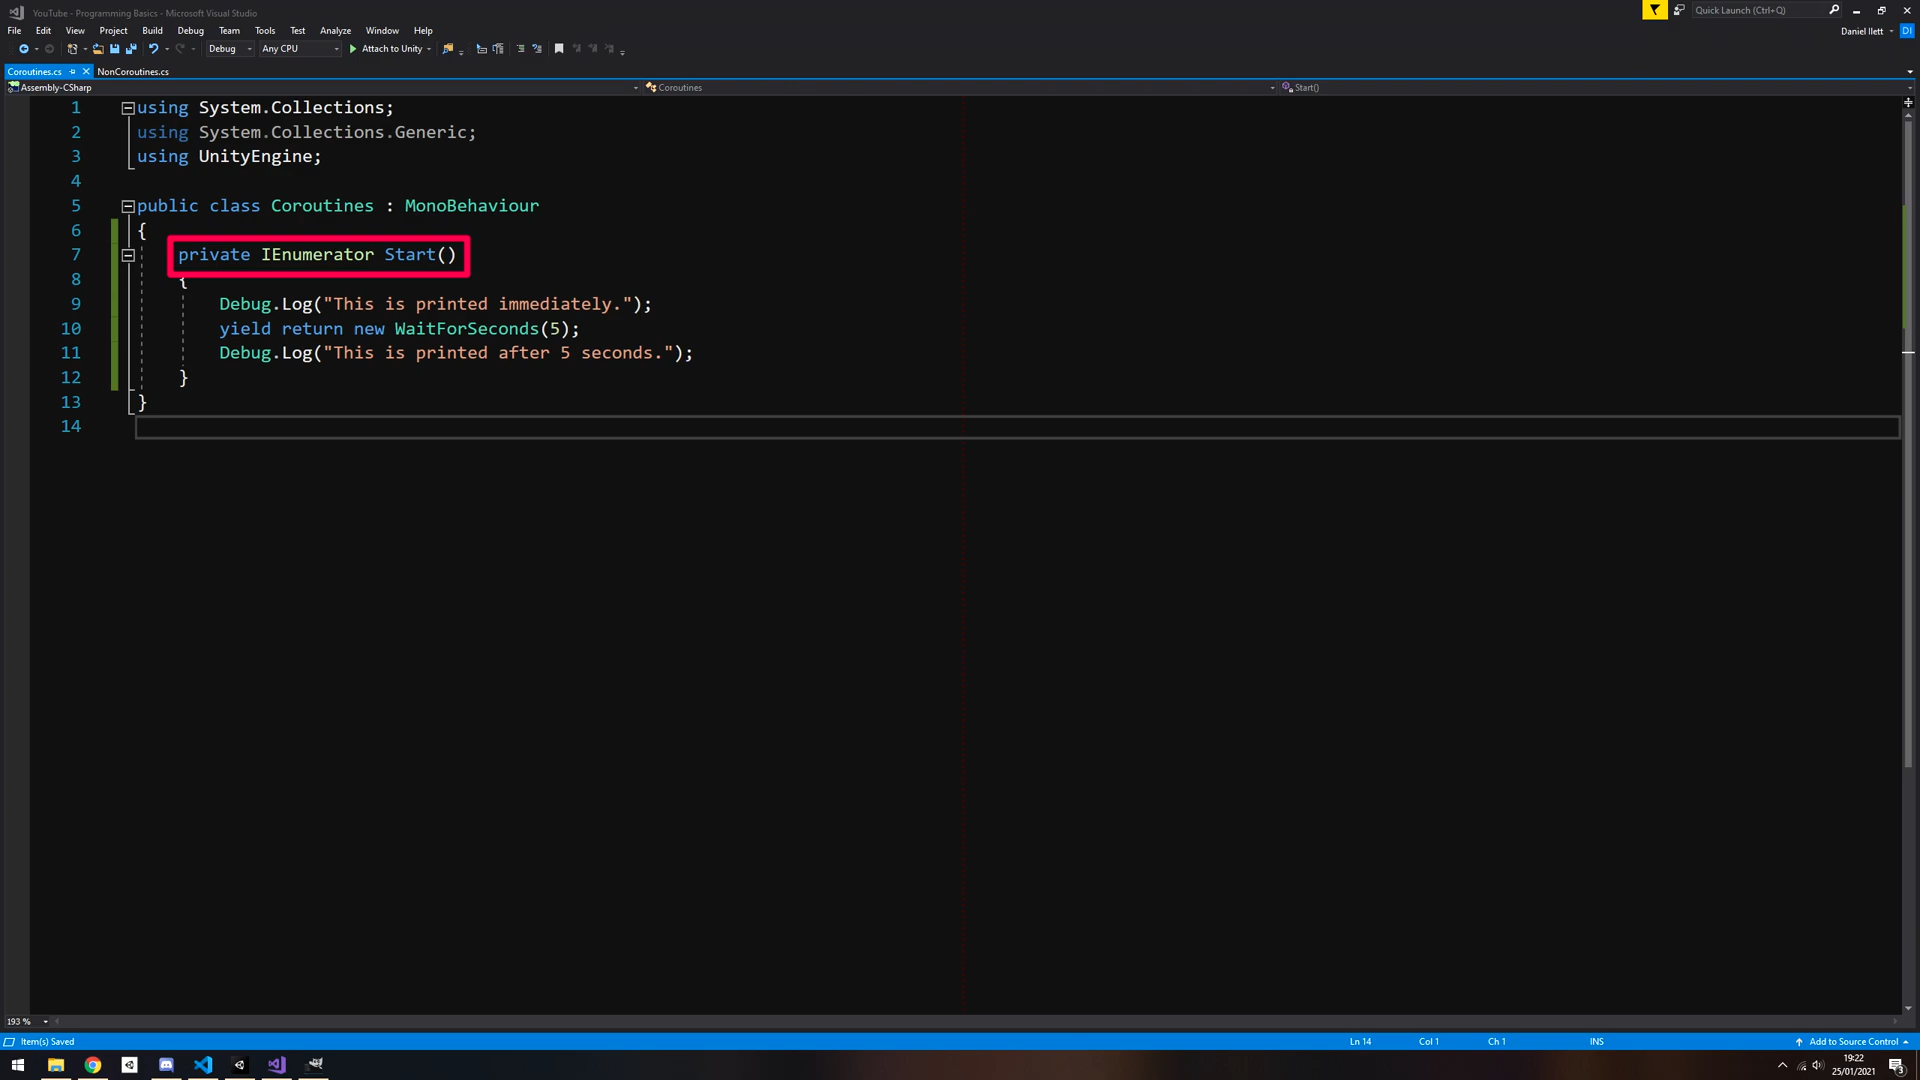 YouTube - Programming Basics - Microsoft Visual Studio
Quick Launch (Ctrl+Q)
File Edit View Project Build Debug Team Tools Test Analyze Window Help
Daniel Ilett
DI
Debug Any CPU Attach to Unity
Coroutines.cs NonCoroutines.cs
Assembly-CSharp Coroutines Start()
1 using System.Collections;
2 using System.Collections.Generic;
3 using UnityEngine;
4
5 public class Coroutines : MonoBehaviour
6 {
7 private IEnumerator Start()
8 {
9 Debug.Log("This is printed immediately.");
10 yield return new WaitForSeconds(5);
11 Debug.Log("This is printed after 5 seconds.");
12 }
13 }
14
193 %
Item(s) Saved Ln 14 Col 1 Ch 1 INS Add to Source Control
19:22
25/01/2021
3